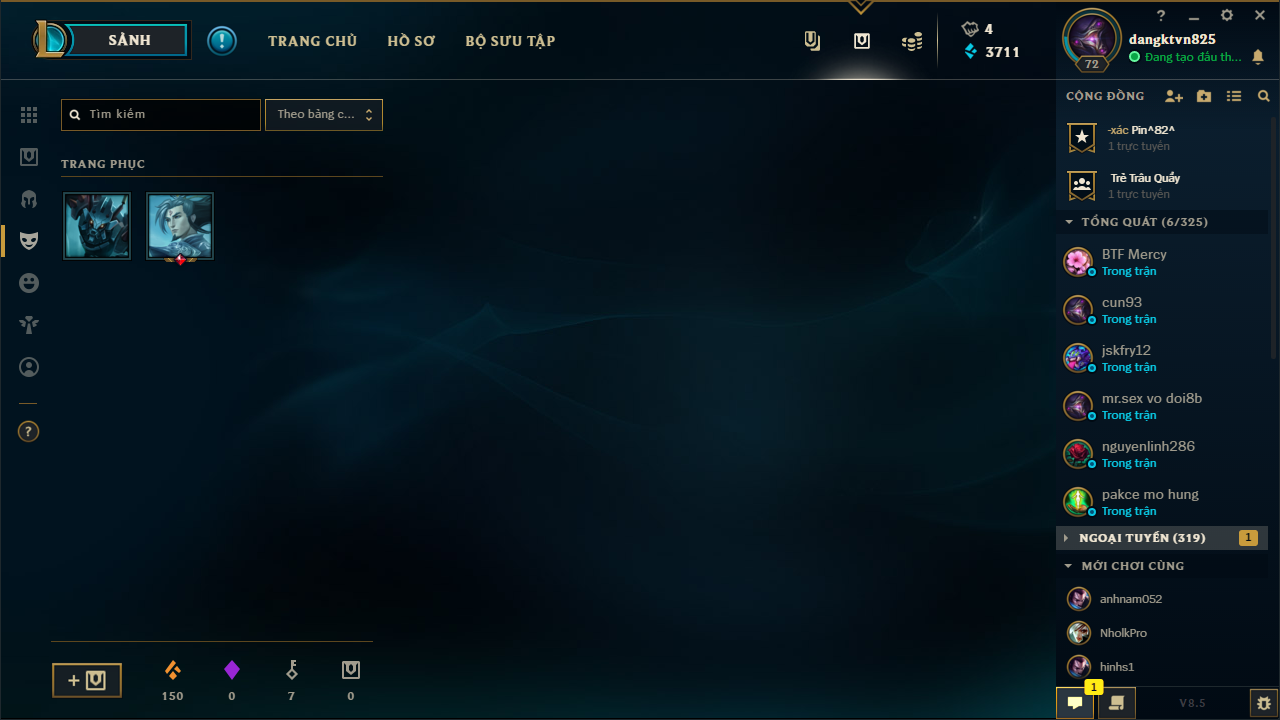 SẢNH
TRANG CHỦ
HỒ SƠ
BỘ SƯU TẬP
4
3711
72
?
dangktvn825
Đang tạo đấu th...
Tìm kiếm
Theo bảng c...
TRANG PHỤC
?
150
0
7
0
CỘNG ĐỒNG
-xác Pin^82^
1 trực tuyến
Trẻ Trâu Quẩy
1 trực tuyến
TỔNG QUÁT (6/325)
BTF Mercy
Trong trận
cun93
Trong trận
jskfry12
Trong trận
mr.sex vo doi8b
Trong trận
nguyenlinh286
Trong trận
pakce mo hung
Trong trận
NGOẠI TUYẾN (319)
1
MỚI CHƠI CÙNG
anhnam052
NholkPro
hinhs1
1
V8.5